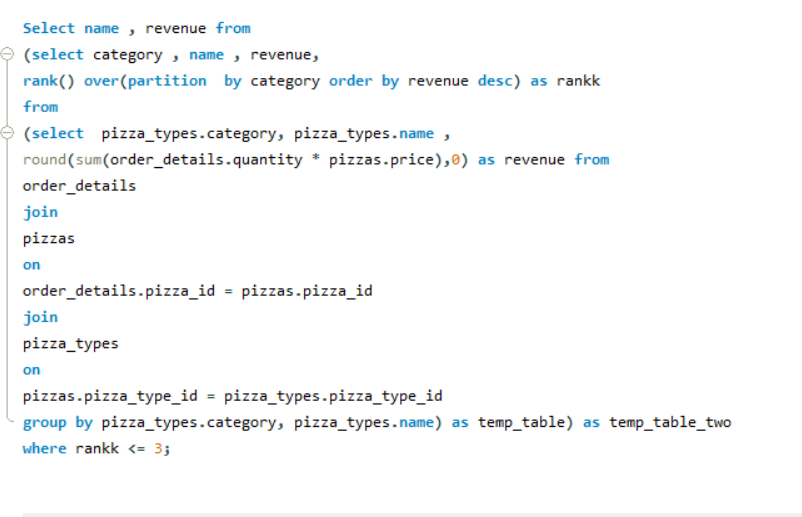 Select name , revenue from
(select category , name , revenue,
rank() over(partition  by category order by revenue desc) as rankk
from
(select  pizza_types.category, pizza_types.name ,
round(sum(order_details.quantity * pizzas.price),0) as revenue from
order_details
join
pizzas
on
order_details.pizza_id = pizzas.pizza_id
join
pizza_types
on
pizzas.pizza_type_id = pizza_types.pizza_type_id
group by pizza_types.category, pizza_types.name) as temp_table) as temp_table_two
where rankk <= 3;